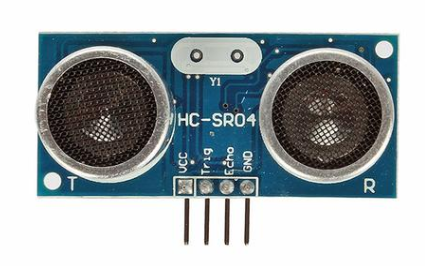 Y1
HC-SR04
VCC
Trig
Echo
GND
T
R